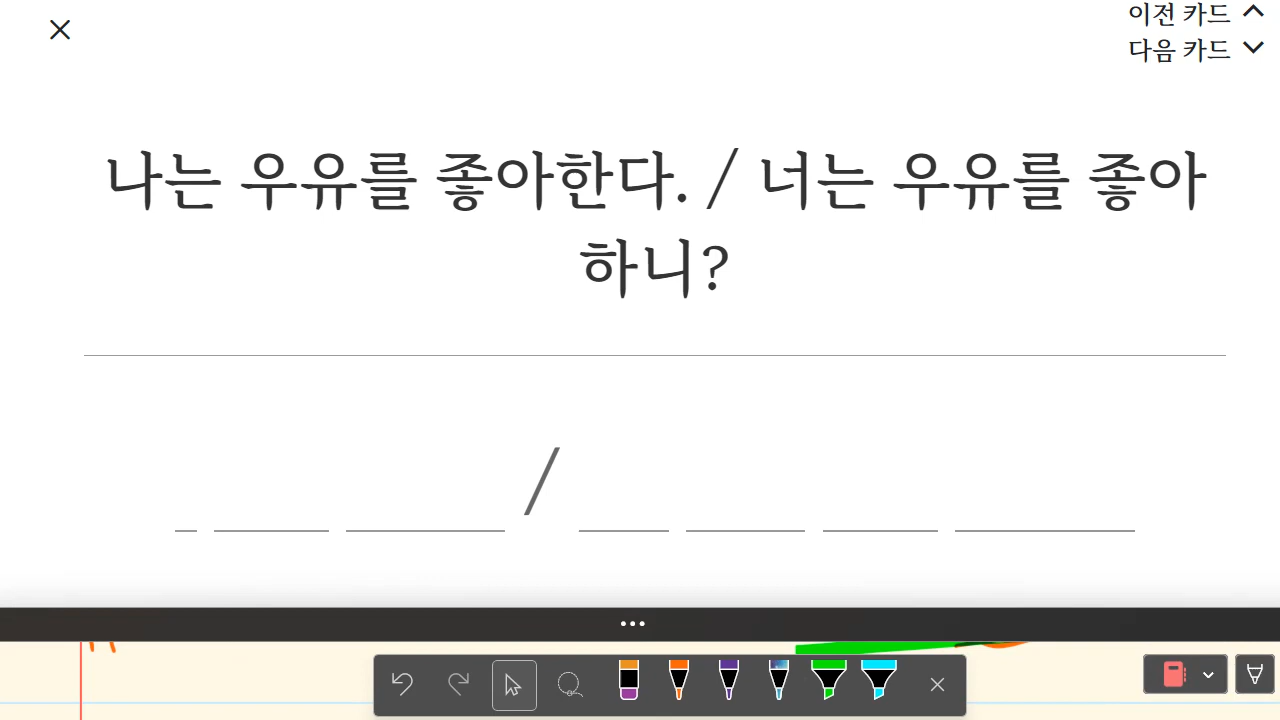 이전 카드
다음 카드
나는 우유를 좋아한다. / 너는 우유를 좋아
하니?
/